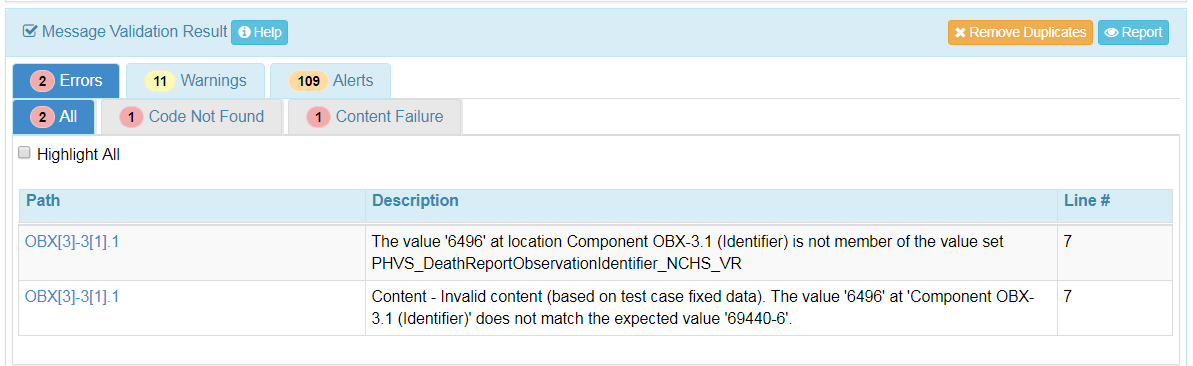 Message Validation Result Help Remove Duplicates Report
2 Errors 11 Warnings 109 Alerts
2 All 1 Code Not Found 1 Content Failure
Highlight All
Path Description Line #
OBX[3]-3[1].1 The value '6496' at location Component OBX-3.1 (Identifier) is not member of the value set 7
PHVS_DeathReportObservationIdentifier_NCHS_VR
OBX[3]-3[1].1 Content - Invalid content (based on test case fixed data). The value '6496' at 'Component OBX- 7
3.1 (Identifier)' does not match the expected value '69440-6'.